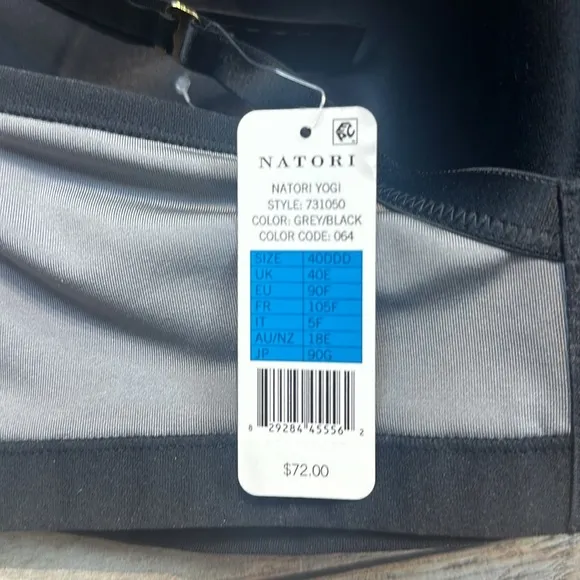 NATORI
NATORI YOGI
STYLE: 731050
COLOR: GREY/BLACK
COLOR CODE: 064
SIZE 40DDD
UK 40E
EU 90F
FR 105F
IT 5F
AU/NZ 18E
JP 90G
8 29284 45556 2
$72.00